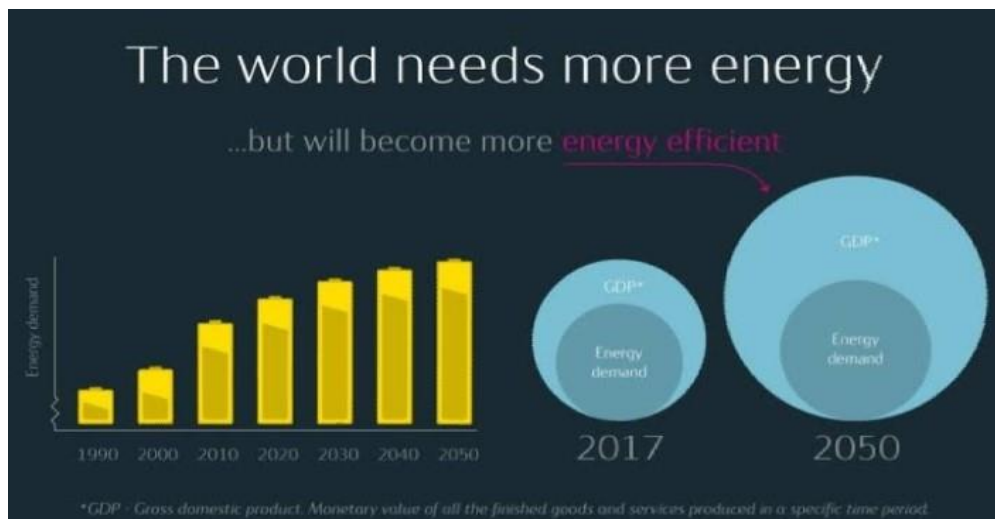 The world needs more energy
...but will become more energy efficient
Energy demand
1990 2000 2010 2020 2030 2040 2050
GDP*
Energy
demand
2017
GDP*
Energy
demand
2050
*GDP - Gross domestic product. Monetary value of all the finished goods and services produced in a specific time period.